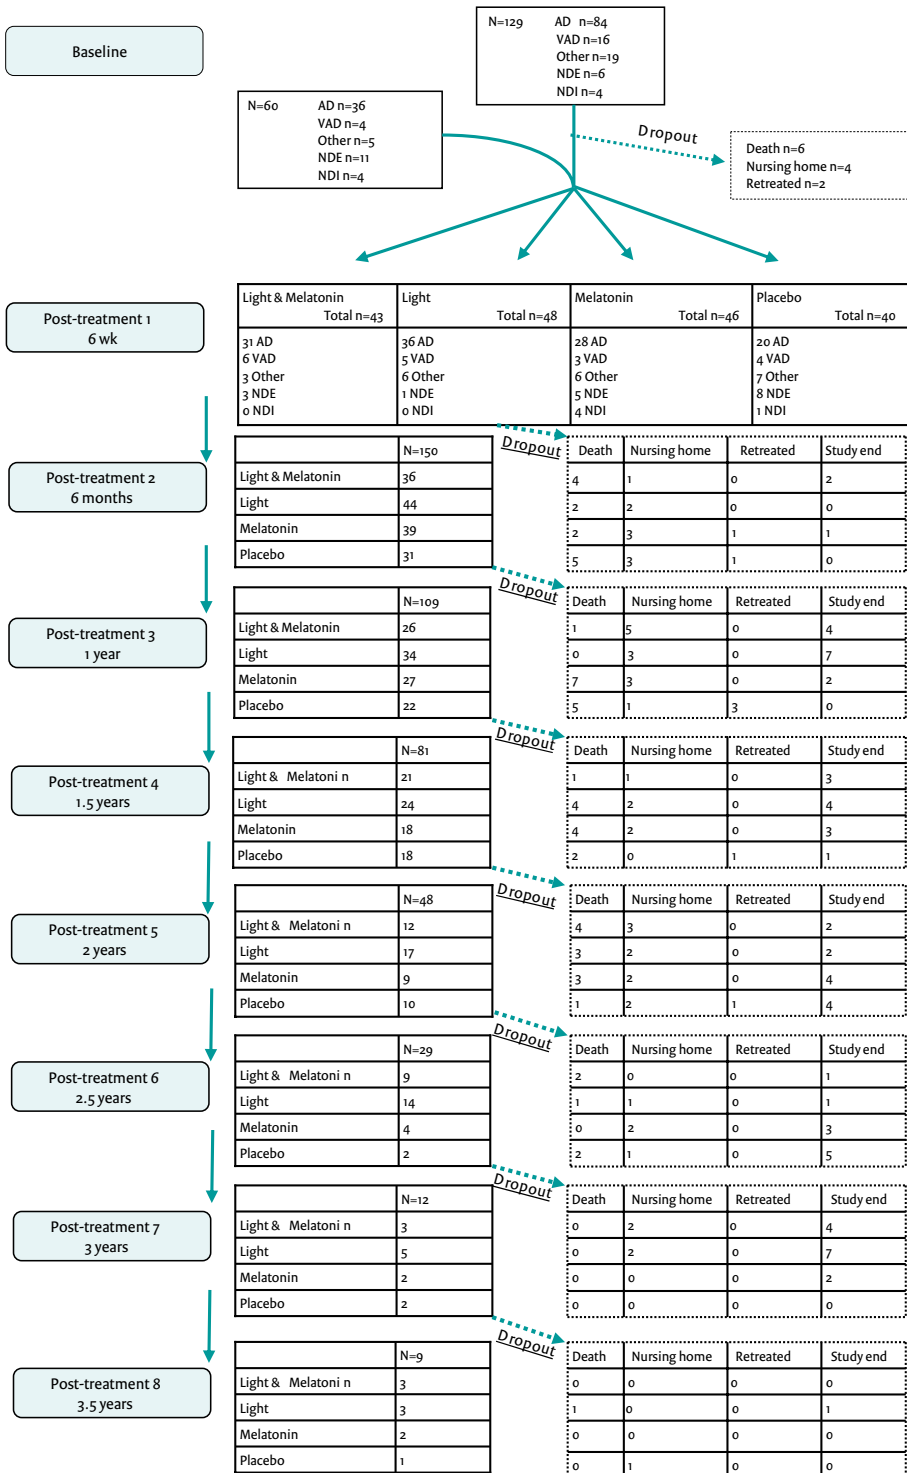 Baseline
N=129 AD n=84
VAD n=16
Other n=19
NDE n=6
NDI n=4
N=60 AD n=36
VAD n=4
Other n=5
NDE n=11
NDI n=4
Dropout
Death n=6
Nursing home n=4
Retreated n=2
Post-treatment 1
6 wk
Light & Melatonin
Total n=43
31 AD
6 VAD
3 Other
3 NDE
0 NDI
Light
Total n=48
36 AD
5 VAD
6 Other
1 NDE
0 NDI
Melatonin
Total n=46
28 AD
3 VAD
6 Other
5 NDE
4 NDI
Placebo
Total n=40
20 AD
4 VAD
7 Other
8 NDE
1 NDI
Post-treatment 2
6 months
Dropout
N=150 Death Nursing home Retreated Study end
Light & Melatonin 36 4 1 0 2
Light 44 2 2 0 0
Melatonin 39 2 3 1 1
Placebo 31 5 3 1 0
Post-treatment 3
1 year
Dropout
N=109 Death Nursing home Retreated Study end
Light & Melatonin 26 1 5 0 4
Light 34 0 3 0 7
Melatonin 27 7 3 0 2
Placebo 22 5 1 3 0
Post-treatment 4
1.5 years
Dropout
N=81 Death Nursing home Retreated Study end
Light & Melatoni n 21 1 1 0 3
Light 24 4 2 0 4
Melatonin 18 4 2 0 3
Placebo 18 2 0 1 1
Post-treatment 5
2 years
Dropout
N=48 Death Nursing home Retreated Study end
Light & Melatoni n 12 4 3 0 2
Light 17 3 2 0 2
Melatonin 9 3 2 0 4
Placebo 10 1 2 1 4
Post-treatment 6
2.5 years
Dropout
N=29 Death Nursing home Retreated Study end
Light & Melatoni n 9 2 0 0 1
Light 14 1 1 0 1
Melatonin 4 0 2 0 3
Placebo 2 2 1 0 5
Post-treatment 7
3 years
Dropout
N=12 Death Nursing home Retreated Study end
Light & Melatoni n 3 0 2 0 4
Light 5 0 2 0 7
Melatonin 2 0 0 0 2
Placebo 2 0 0 0 0
Post-treatment 8
3.5 years
Dropout
N=9 Death Nursing home Retreated Study end
Light & Melatoni n 3 0 0 0 0
Light 3 1 0 0 1
Melatonin 2 0 0 0 0
Placebo 1 0 1 0 0